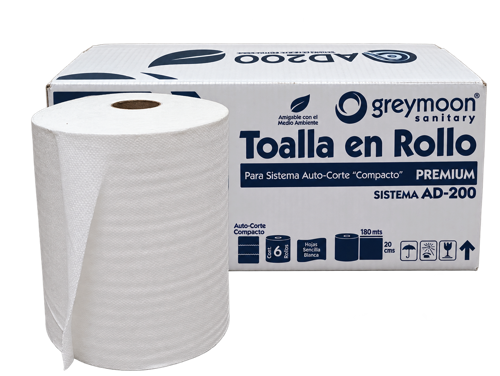 AD200
Amigable con el
Medio Ambiente
greymoon
sanitary
Toalla en Rollo
Para Sistema Auto-Corte "Compacto" PREMIUM
SISTEMA AD-200
Auto-Corte
Compacto
Cont. 6 Rollos
Hojas
Sencilla
Blanca
180 mts
20
cms